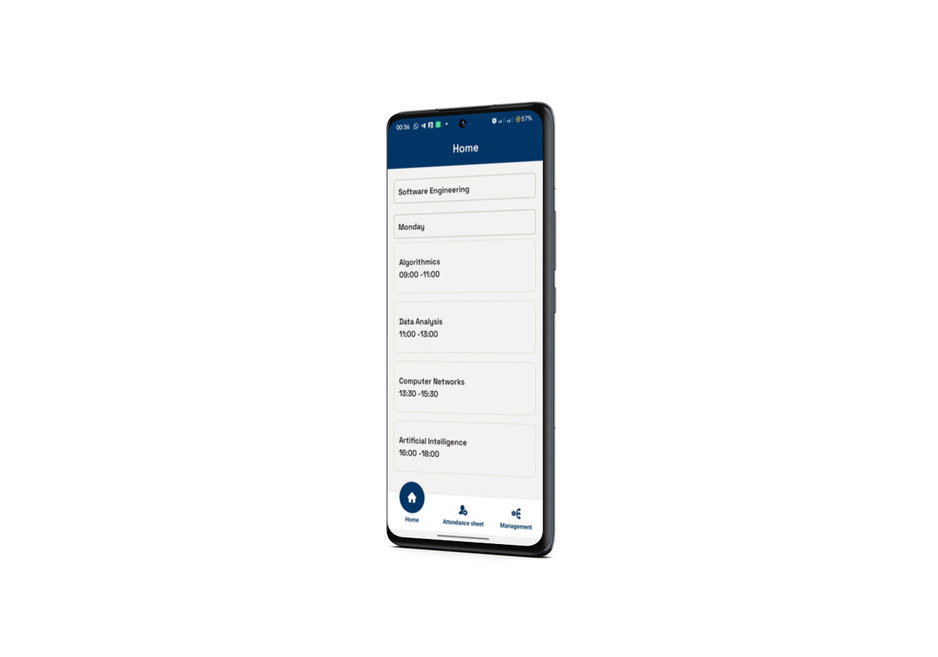 00:36
57%
Home
Software Engineering
Monday
Algorithmics
09:00 -11:00
Data Analysis
11:00 -13:00
Computer Networks
13:30 -15:30
Artificial Intelligence
16:00 -18:00
Home
Attendance sheet
Management